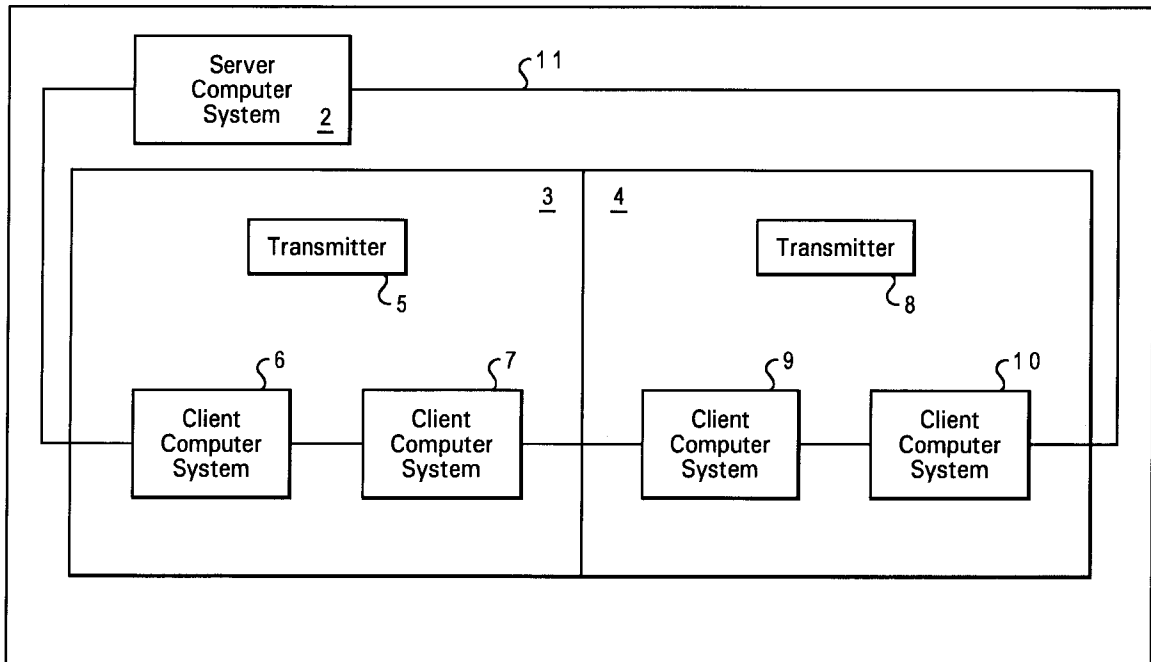 11
Server
Computer
System
2
3
4
Transmitter
5
Transmitter
8
6
7
9
10
Client
Computer
System
Client
Computer
System
Client
Computer
System
Client
Computer
System